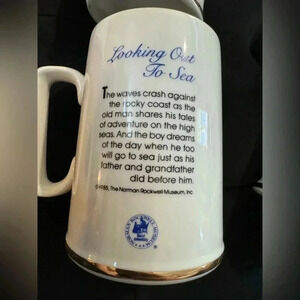 Looking Out
To Sea
The waves crash against
the rocky coast as the
old man shares his tales
of adventure on the high
seas. And the boy dreams
of the day when he too
will go to sea just as his
father and grandfather
did before him.
© 1985, The Norman Rockwell Museum, Inc.